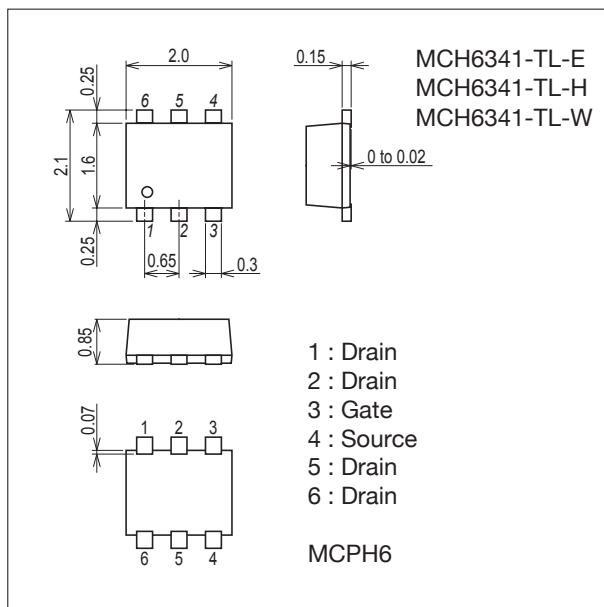 2.0
0.15
MCH6341-TL-E
MCH6341-TL-H
MCH6341-TL-W
0.25
6 5 4
2.1
1.6
0 to 0.02
0.25
1 2 3
0.65
0.3
0.85
1 : Drain
2 : Drain
3 : Gate
4 : Source
5 : Drain
6 : Drain
0.07
1 2 3
6 5 4
MCPH6